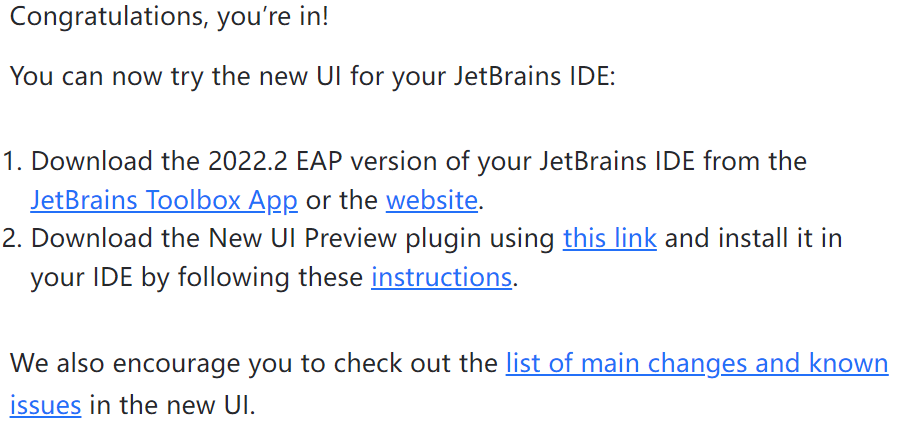 Congratulations, you’re in!
You can now try the new UI for your JetBrains IDE:
1. Download the 2022.2 EAP version of your JetBrains IDE from the
JetBrains Toolbox App or the website.
2. Download the New UI Preview plugin using this link and install it in
your IDE by following these instructions.
We also encourage you to check out the list of main changes and known
issues in the new UI.